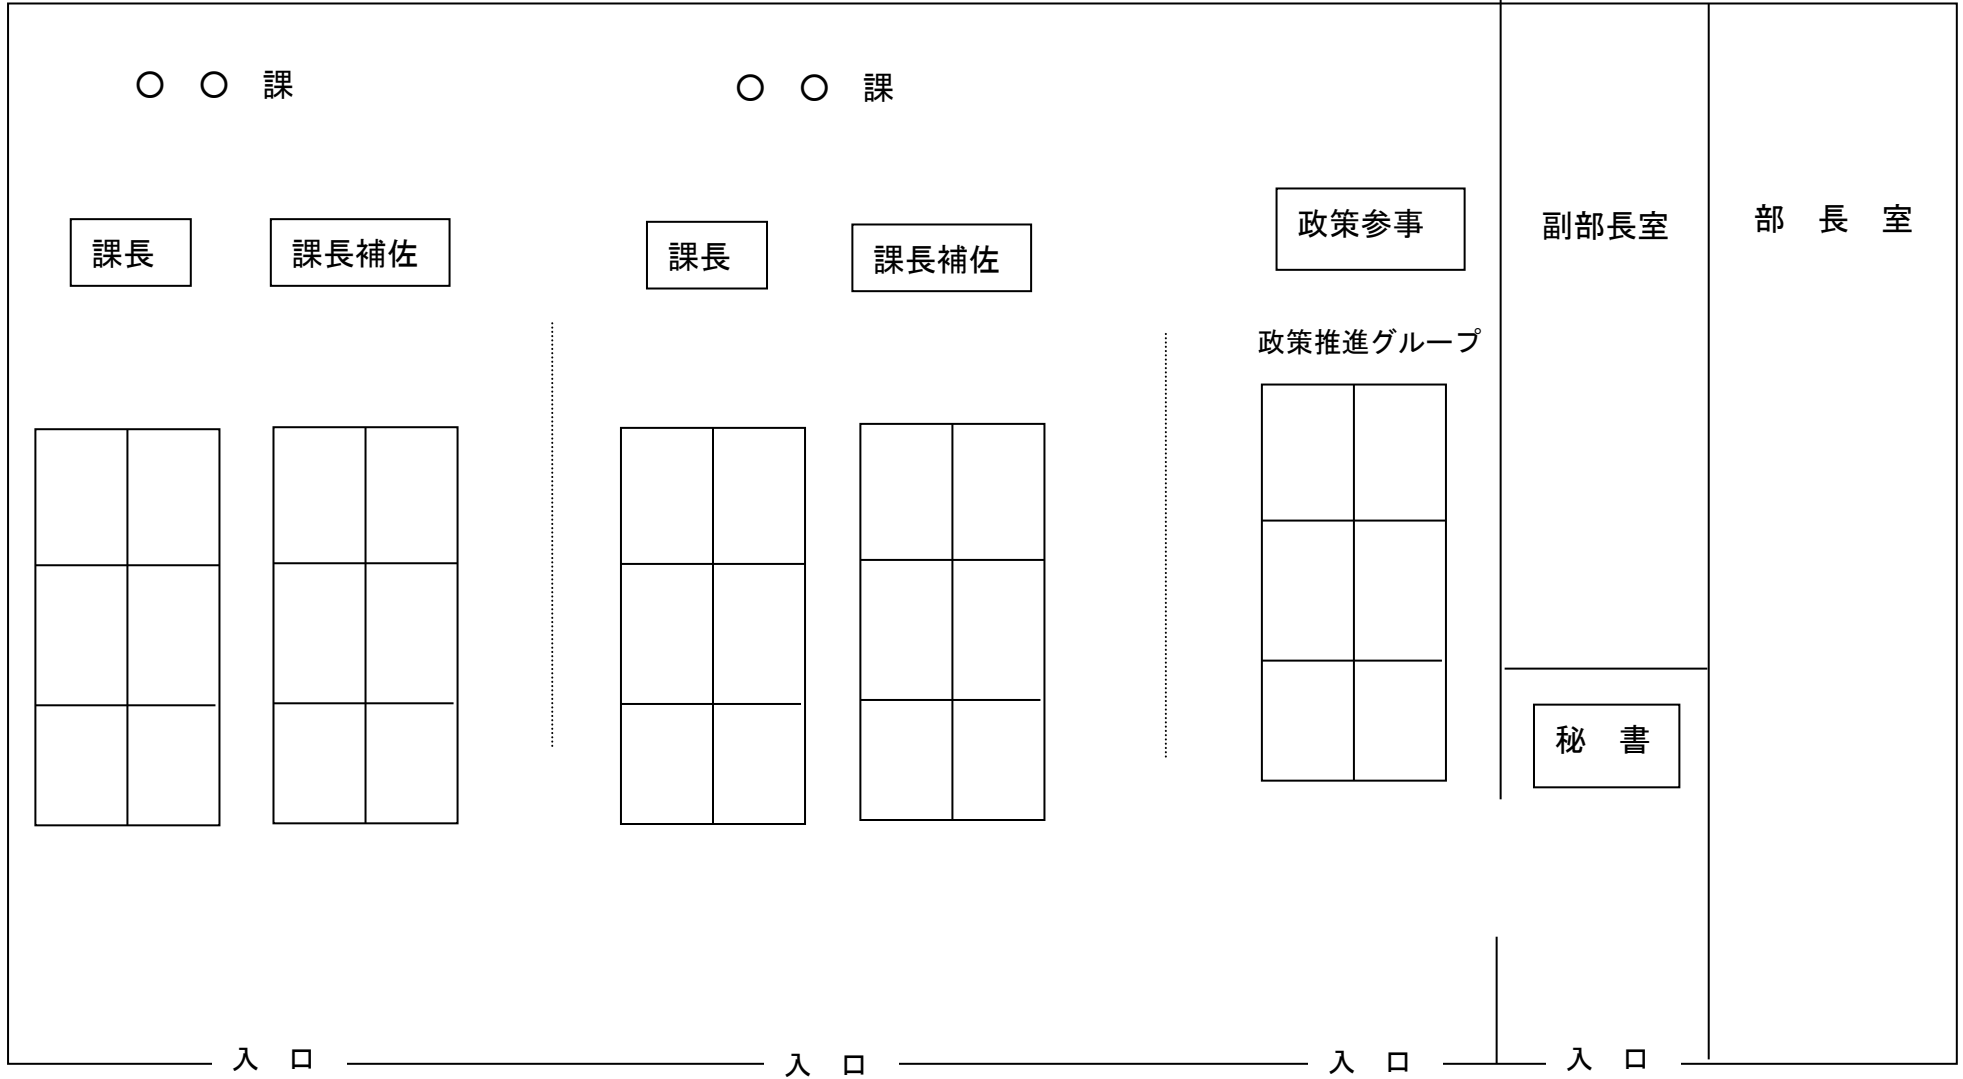 ○　○　課
○　○　課
課長
課長補佐
課長
課長補佐
政策参事
副部長室
部　長　室
政策推進グループ
秘　書
入　口
入　口
入　口
入　口